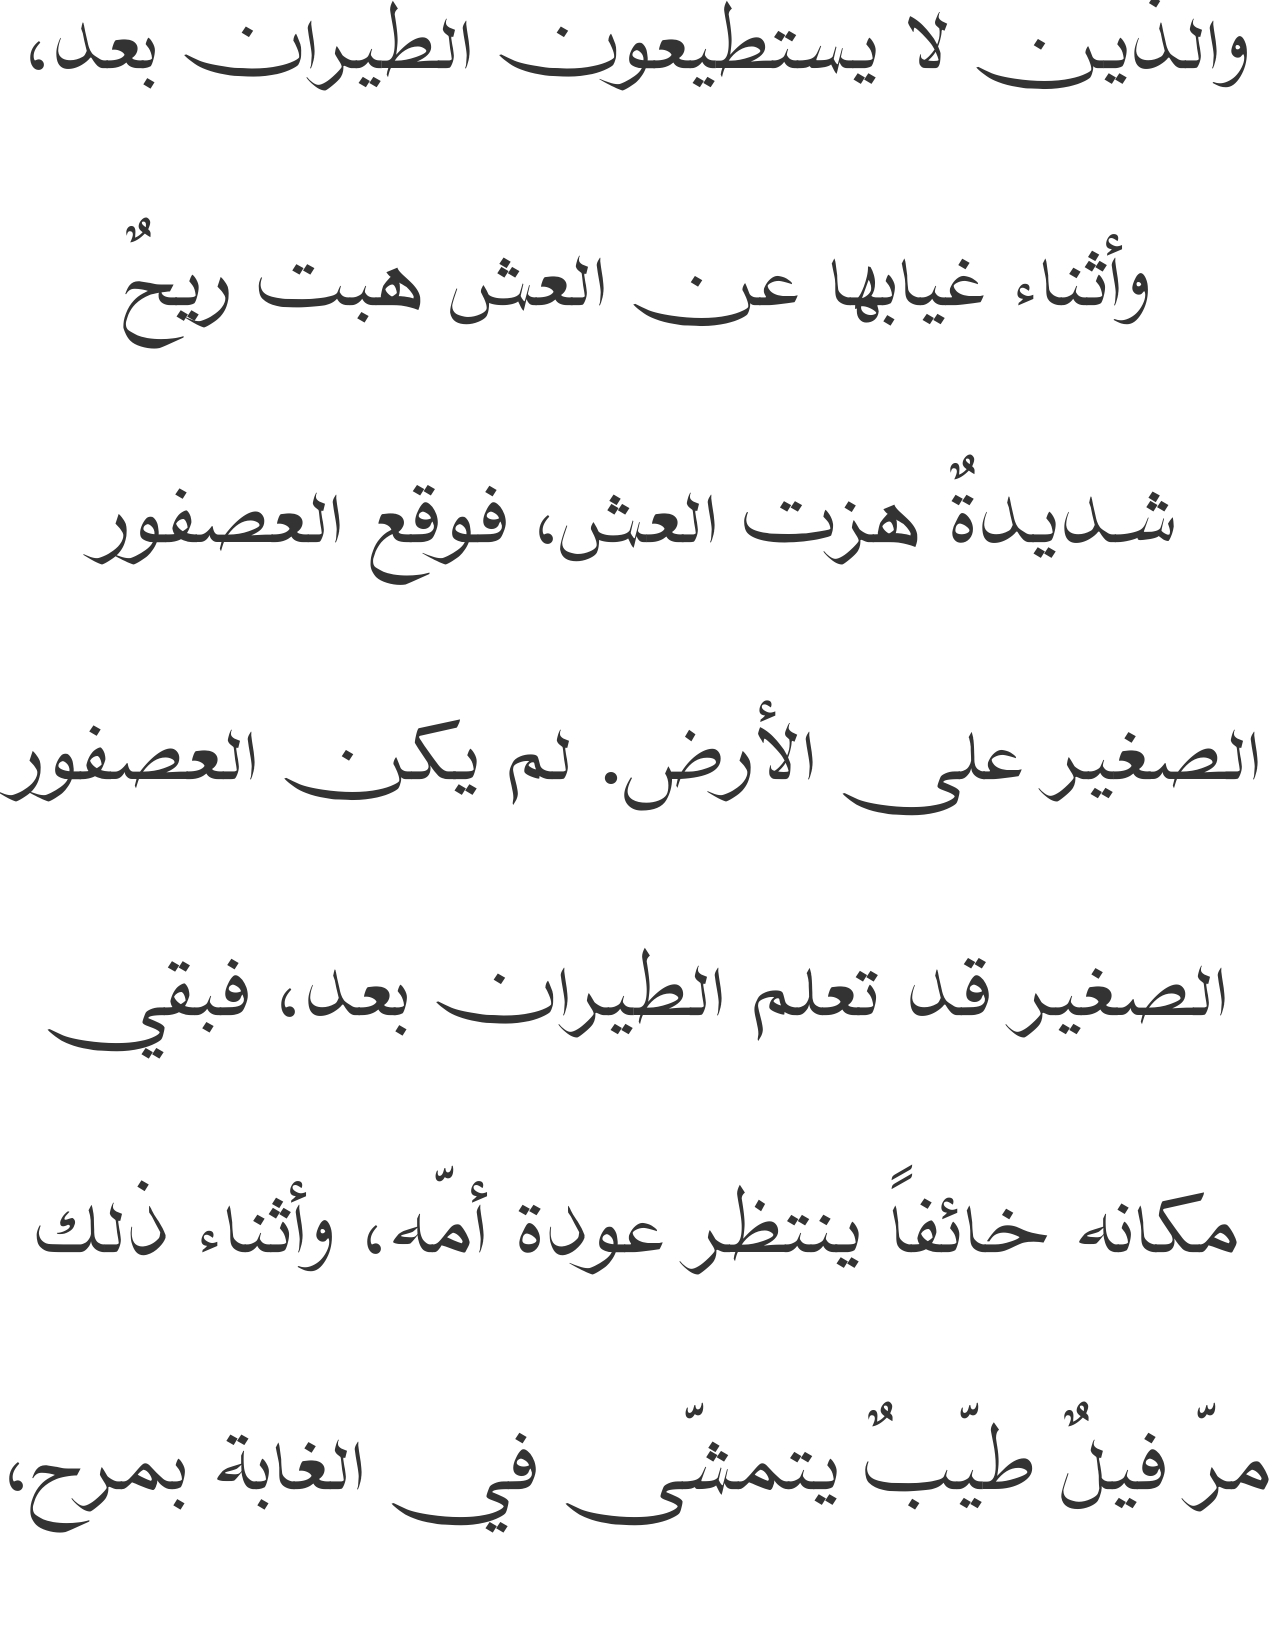 والذين لا يستطيعون الطيران بعد،
وأثناء غيابها عن العش هبت ريحٌ
شديدةٌ هزت العش، فوقع العصفور
الصغير على الأرض. لم يكن العصفور
الصغير قد تعلم الطيران بعد، فبقي
مكانه خائفاً ينتظر عودة أمّه، وأثناء ذلك
مرّ فيلٌ طيّبٌ يتمشّى في الغابة بمرح،